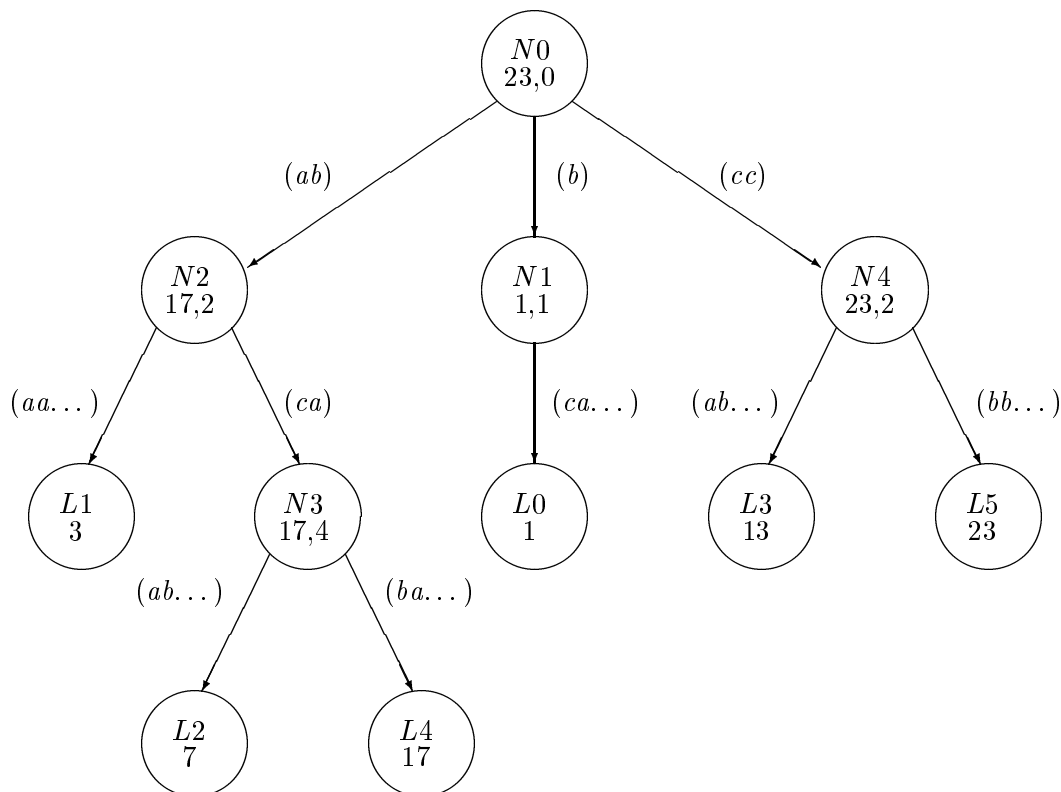 N0
23,0
(ab)
(b)
(cc)
N2
17,2
N1
1,1
N4
23,2
(aa...)
(ca)
(ca...)
(ab...)
(bb...)
L1
3
N3
17,4
L0
1
L3
13
L5
23
(ab...)
(ba...)
L2
7
L4
17